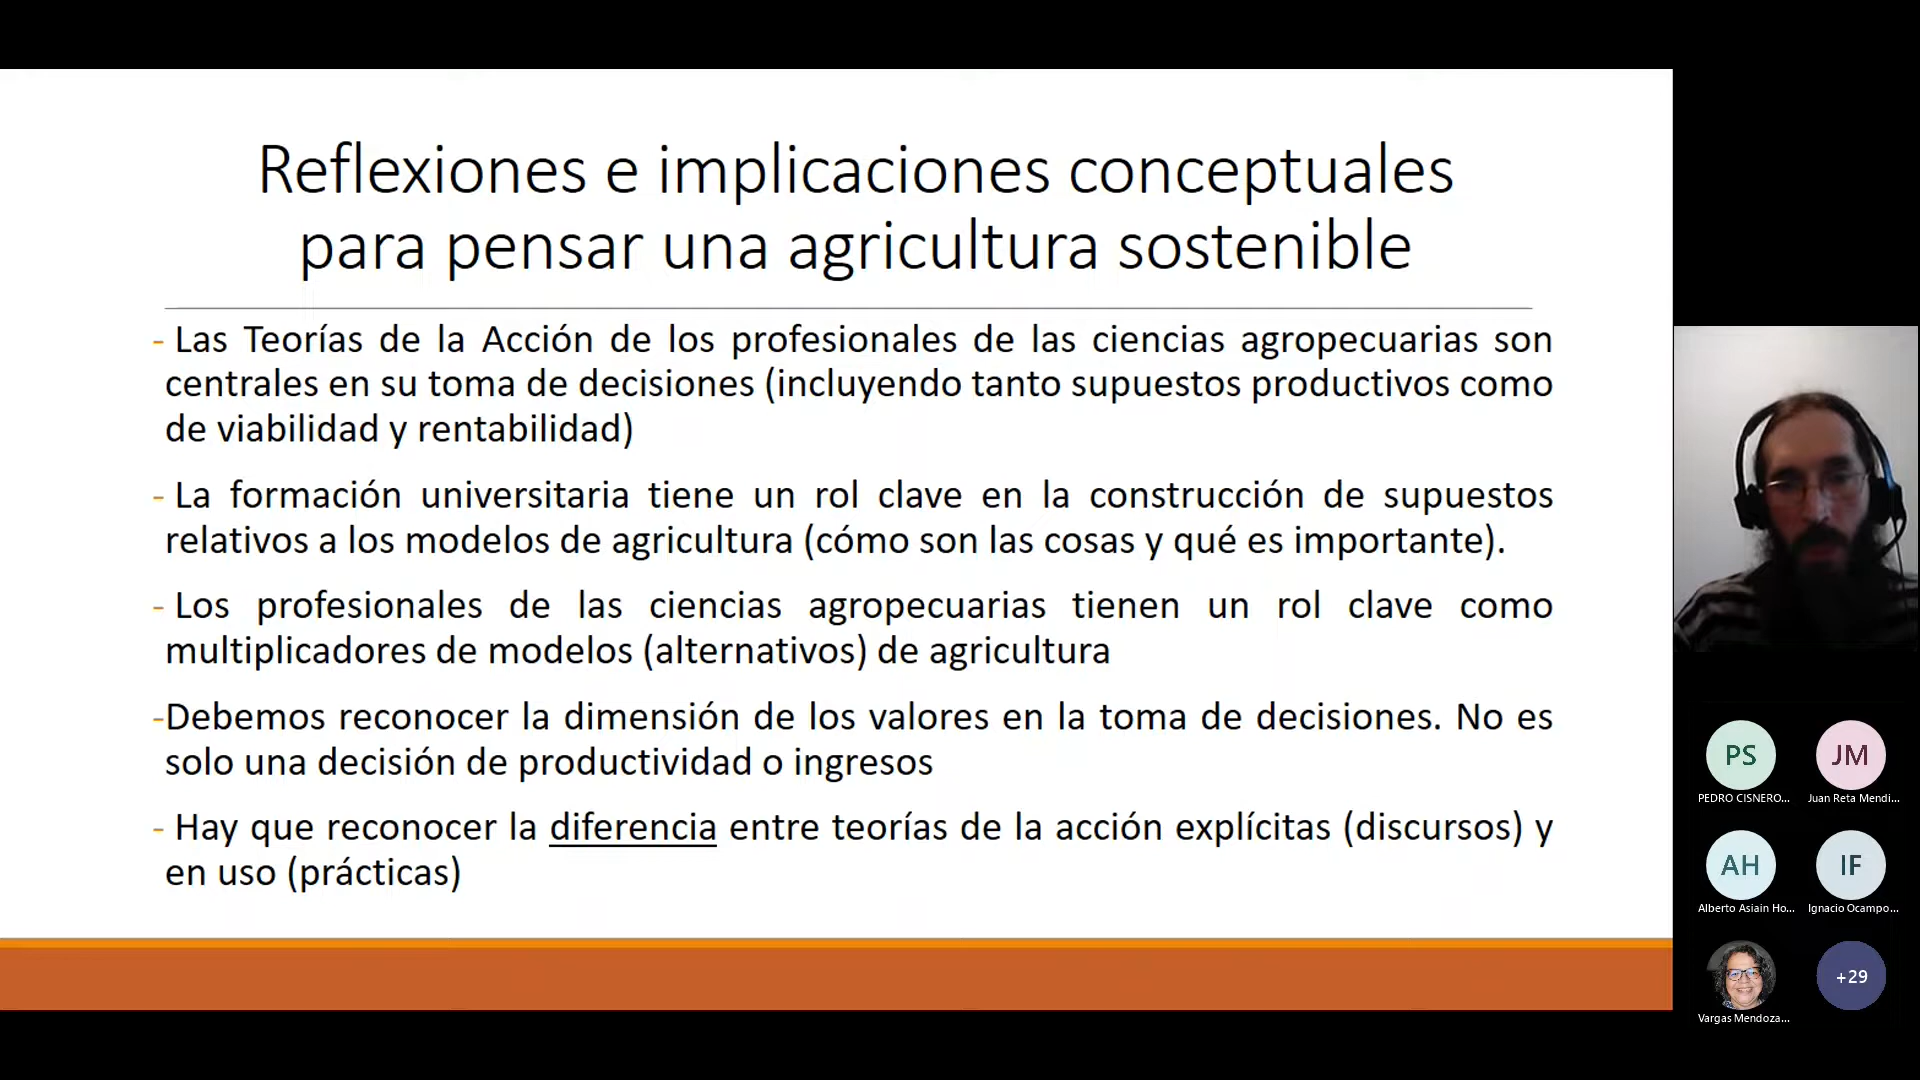 Reflexiones e implicaciones conceptuales
para pensar una agricultura sostenible
- Las Teorías de la Acción de los profesionales de las ciencias agropecuarias son
centrales en su toma de decisiones (incluyendo tanto supuestos productivos como
de viabilidad y rentabilidad)
- La formación universitaria tiene un rol clave en la construcción de supuestos
relativos a los modelos de agricultura (cómo son las cosas y qué es importante).
- Los profesionales de las ciencias agropecuarias tienen un rol clave como
multiplicadores de modelos (alternativos) de agricultura
-Debemos reconocer la dimensión de los valores en la toma de decisiones. No es
solo una decisión de productividad o ingresos
- Hay que reconocer la diferencia entre teorías de la acción explícitas (discursos) y
en uso (prácticas)
PS
JM
PEDRO CISNERO...
Juan Reta Mendi...
AH
IF
Alberto Asiain Ho...
Ignacio Ocampo...
+29
Vargas Mendoza...